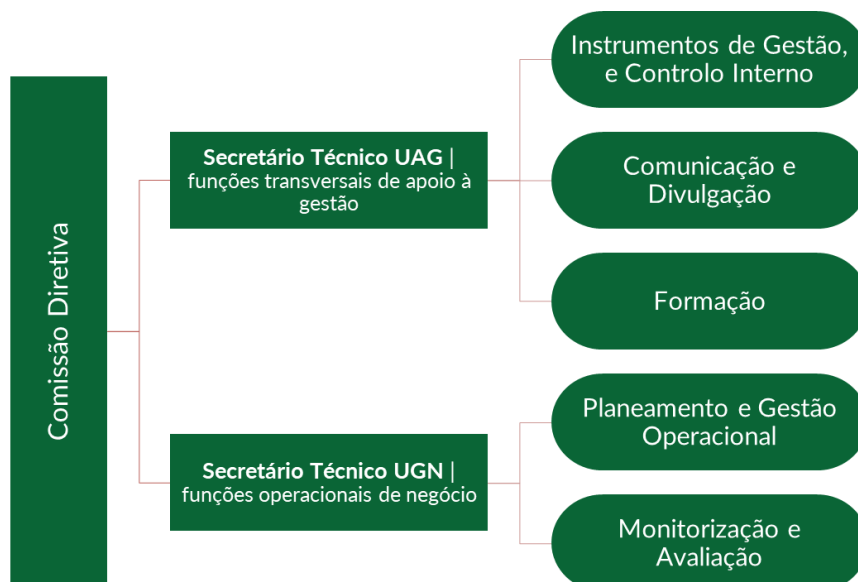 Comissão Diretiva
Secretário Técnico UAG |
funções transversais de apoio à
gestão
Instrumentos de Gestão,
e Controlo Interno
Comunicação e
Divulgação
Formação
Secretário Técnico UGN |
funções operacionais de negócio
Planeamento e Gestão
Operacional
Monitorização e
Avaliação